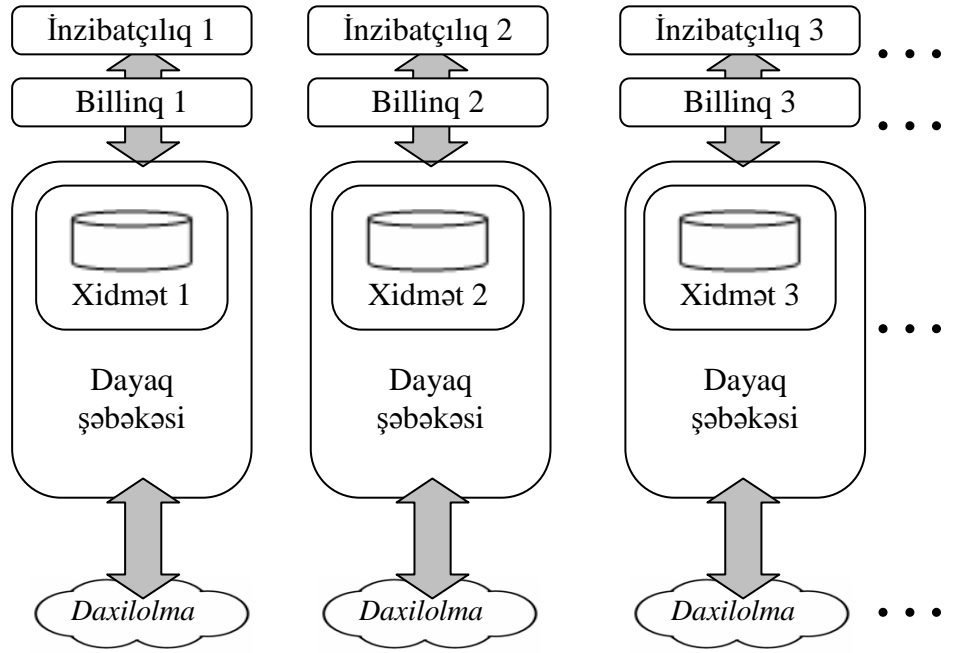 İnzibatçılıq 1 İnzibatçılıq 2 İnzibatçılıq 3 • • •
Billinq 1 Billinq 2 Billinq 3 • • •
Xidmət 1 Xidmət 2 Xidmət 3 • • •
Dayaq Dayaq Dayaq
şəbəkəsi şəbəkəsi şəbəkəsi
Daxilolma Daxilolma Daxilolma • • •